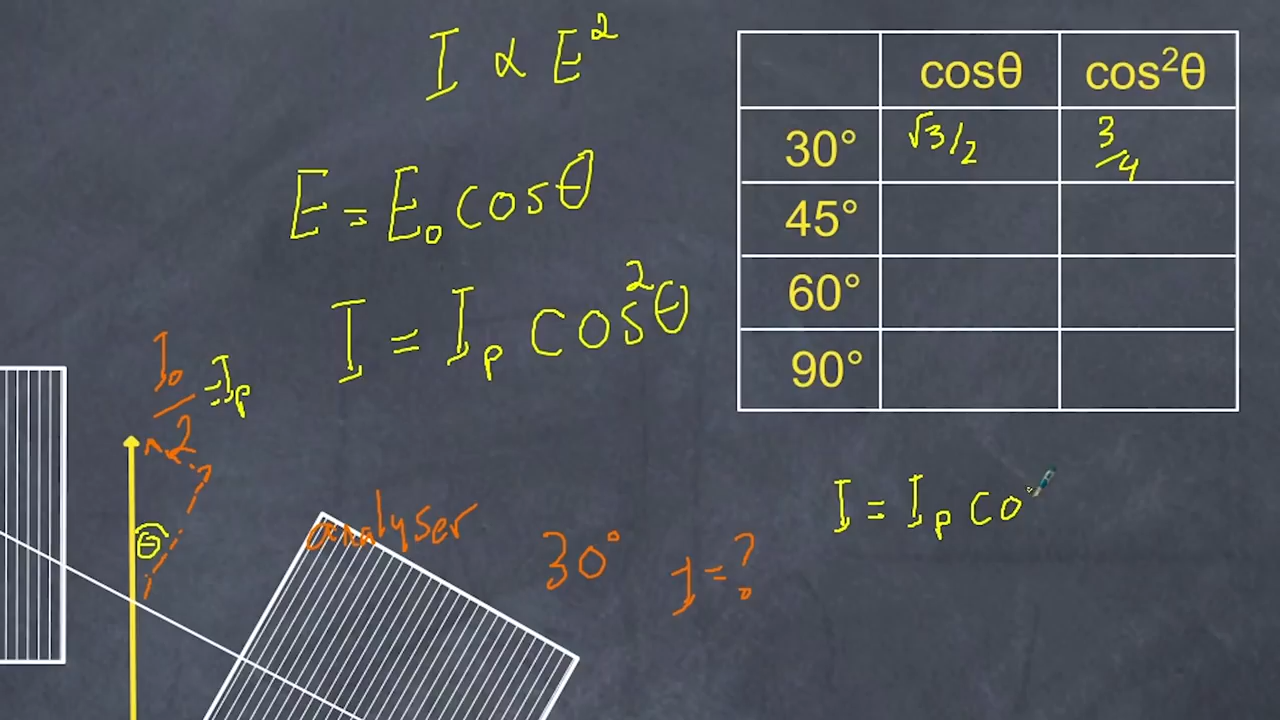 I ∝ E²
E = E₀ cosθ
I = Iₚ cos²θ
I₀/2 = Iₚ
θ
analyser
30° I = ?
cosθ cos²θ
30° √3/2 3/4
45°
60°
90°
I = Iₚ co